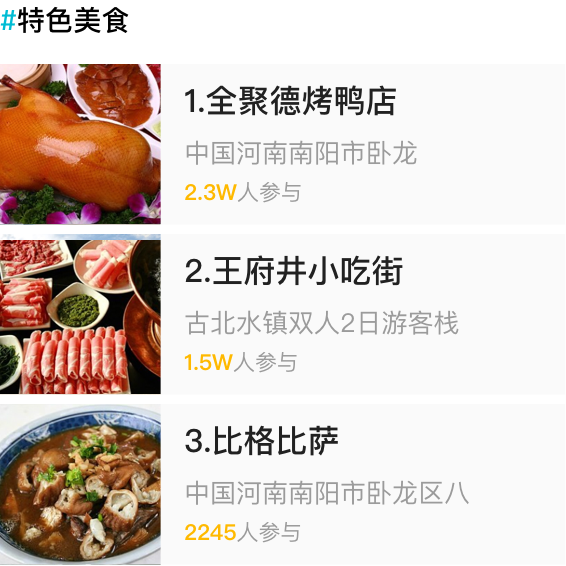 #特色美食
1.全聚德烤鸭店
中国河南南阳市卧龙
2.3W人参与
2.王府井小吃街
古北水镇双人2日游客栈
1.5W人参与
3.比格比萨
中国河南南阳市卧龙区八
2245人参与